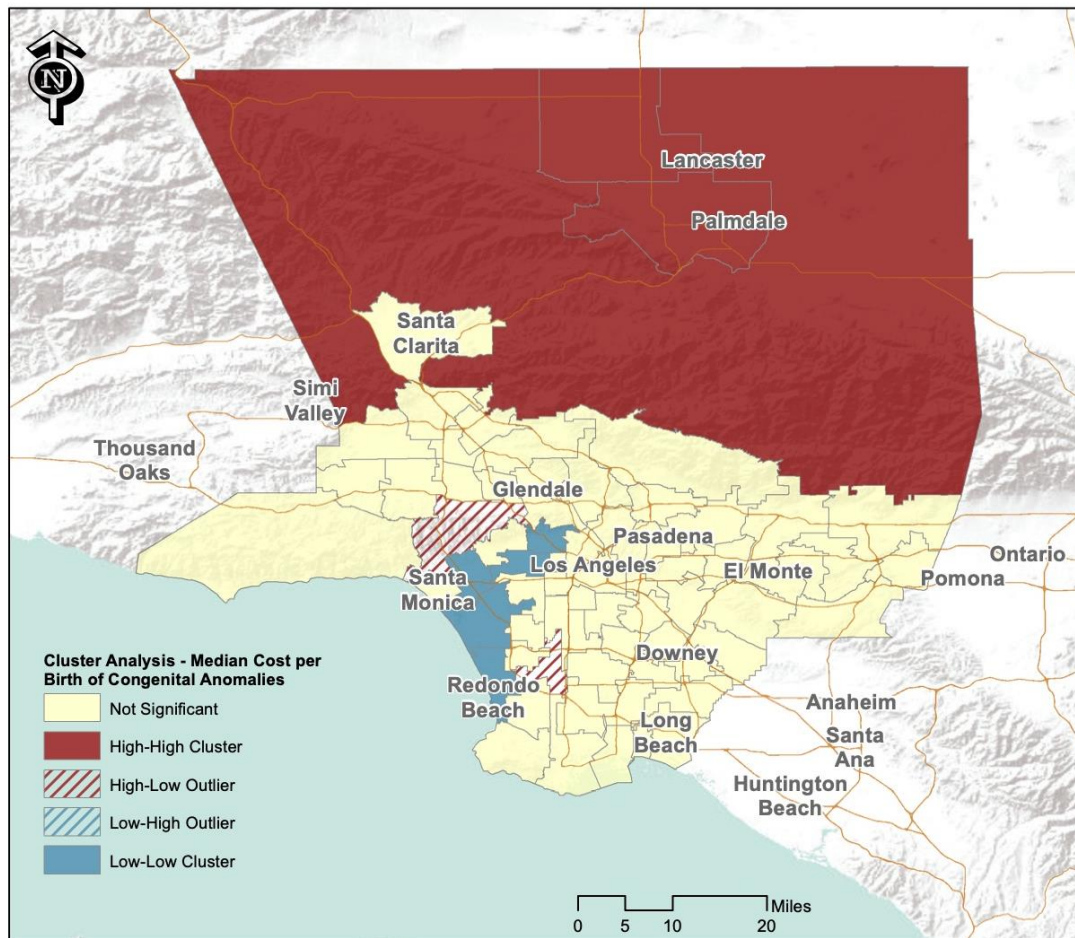 N
Lancaster
Palmdale
Santa
Clarita
Simi
Valley
Thousand
Oaks
Glendale
Pasadena
Los Angeles
El Monte
Ontario
Pomona
Santa
Monica
Downey
Redondo
Beach
Long
Beach
Anaheim
Santa
Ana
Huntington
Beach
Cluster Analysis - Median Cost per
Birth of Congenital Anomalies
Not Significant
High-High Cluster
High-Low Outlier
Low-High Outlier
Low-Low Cluster
Miles
0 5 10 20